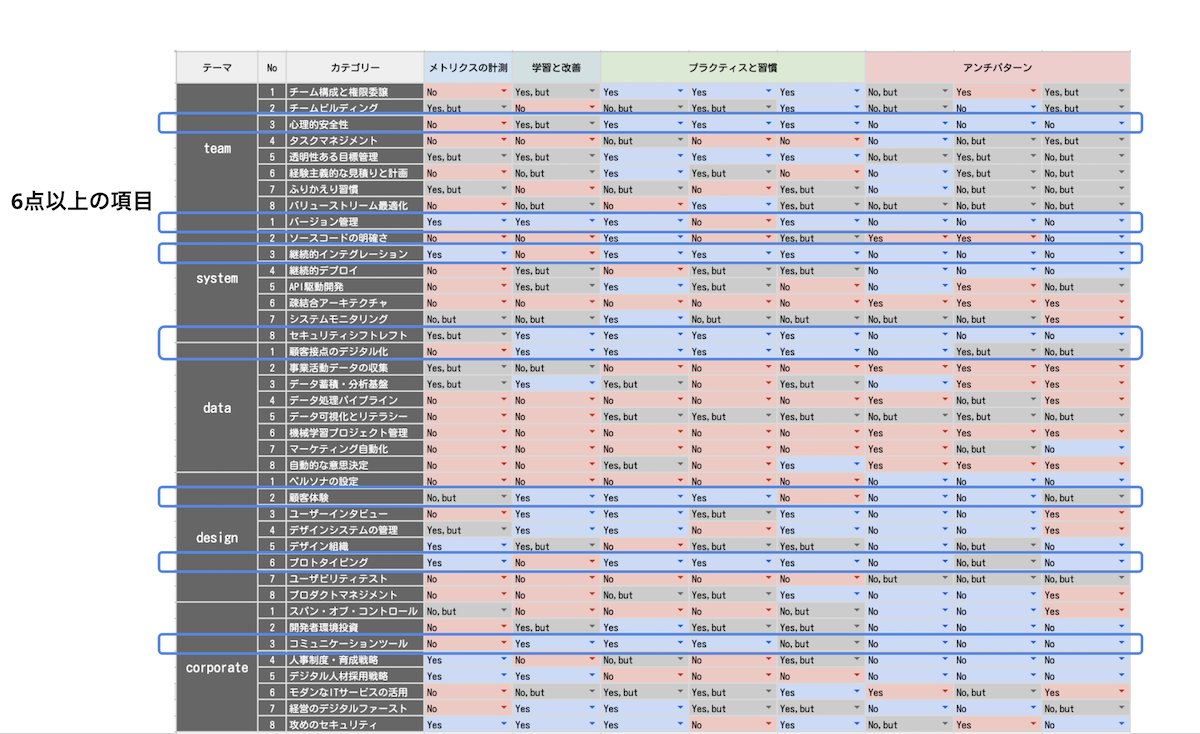 6点以上の項目
テーマ No カテゴリー メトリクスの計測 学習と改善 プラクティスと習慣 アンチパターン
team
1 チーム構成と権限委譲 No Yes, but Yes Yes Yes No, but Yes Yes, but
2 チームビルディング Yes, but No No, but Yes, but Yes No, but No Yes, but
3 心理的安全性 No Yes, but Yes Yes Yes No No No
4 タスクマネジメント No No No, but No No No No, but Yes, but
5 透明性ある目標管理 Yes, but Yes, but Yes Yes Yes No, but Yes, but No, but
6 経験主義的な見積りと計画 No No, but Yes Yes, but No No Yes, but No, but
7 ふりかえり習慣 Yes, but No No, but No Yes, but No No, but No, but
8 バリューストリーム最適化 No No, but No Yes Yes, but No, but No, but No, but
system
1 バージョン管理 Yes Yes Yes No Yes No No No
2 ソースコードの明確さ No No Yes No Yes, but Yes Yes No
3 継続的インテグレーション Yes No Yes Yes Yes No No No
4 継続的デプロイ No Yes, but No Yes, but Yes, but No No No
5 API駆動開発 No Yes, but Yes Yes, but No No Yes No, but
6 疎結合アーキテクチャ No No No No No Yes Yes Yes
7 システムモニタリング No, but No, but Yes No, but No, but No, but No, but Yes
8 セキュリティシフトレフト Yes, but Yes Yes Yes Yes No No No
data
1 顧客接点のデジタル化 No Yes Yes Yes Yes No Yes, but No, but
2 事業活動データの収集 Yes, but No, but No No No Yes Yes Yes
3 データ蓄積・分析基盤 Yes, but Yes Yes, but No Yes, but No Yes Yes
4 データ処理パイプライン No No No No No Yes No, but Yes
5 データ可視化とリテラシー No No Yes, but Yes, but Yes, but No, but Yes, but No, but
6 機械学習プロジェクト管理 No No No No No Yes Yes Yes
7 マーケティング自動化 No No No No No Yes No, but No
8 自動的な意思決定 No No Yes, but No Yes Yes Yes Yes
design
1 ペルソナの設定 No No No No No No No No
2 顧客体験 No, but Yes Yes Yes No No No No, but
3 ユーザーインタビュー No Yes Yes Yes, but Yes No No Yes
4 デザインシステムの管理 Yes, but Yes Yes No Yes No No Yes
5 デザイン組織 Yes Yes, but No Yes, but Yes, but No No, but No
6 プロトタイピング Yes No Yes Yes Yes No No, but No
7 ユーザビリティテスト No No No No No No, but No, but No, but
8 プロダクトマネジメント No No No, but Yes, but Yes No No Yes
corporate
1 スパン・オブ・コントロール No, but No No No No, but No No Yes
2 開発者環境投資 No Yes, but Yes Yes, but Yes, but No No No
3 コミュニケーションツール No Yes Yes Yes No, but No No No
4 人事制度・育成戦略 Yes No No, but No Yes, but No No No
5 デジタル人材採用戦略 Yes Yes No No No No No No
6 モダンなITサービスの活用 No No, but Yes, but Yes, but Yes Yes No, but Yes
7 経営のデジタルファースト No Yes Yes Yes, but Yes, but No No No, but
8 攻めのセキュリティ Yes Yes Yes No Yes No, but Yes No